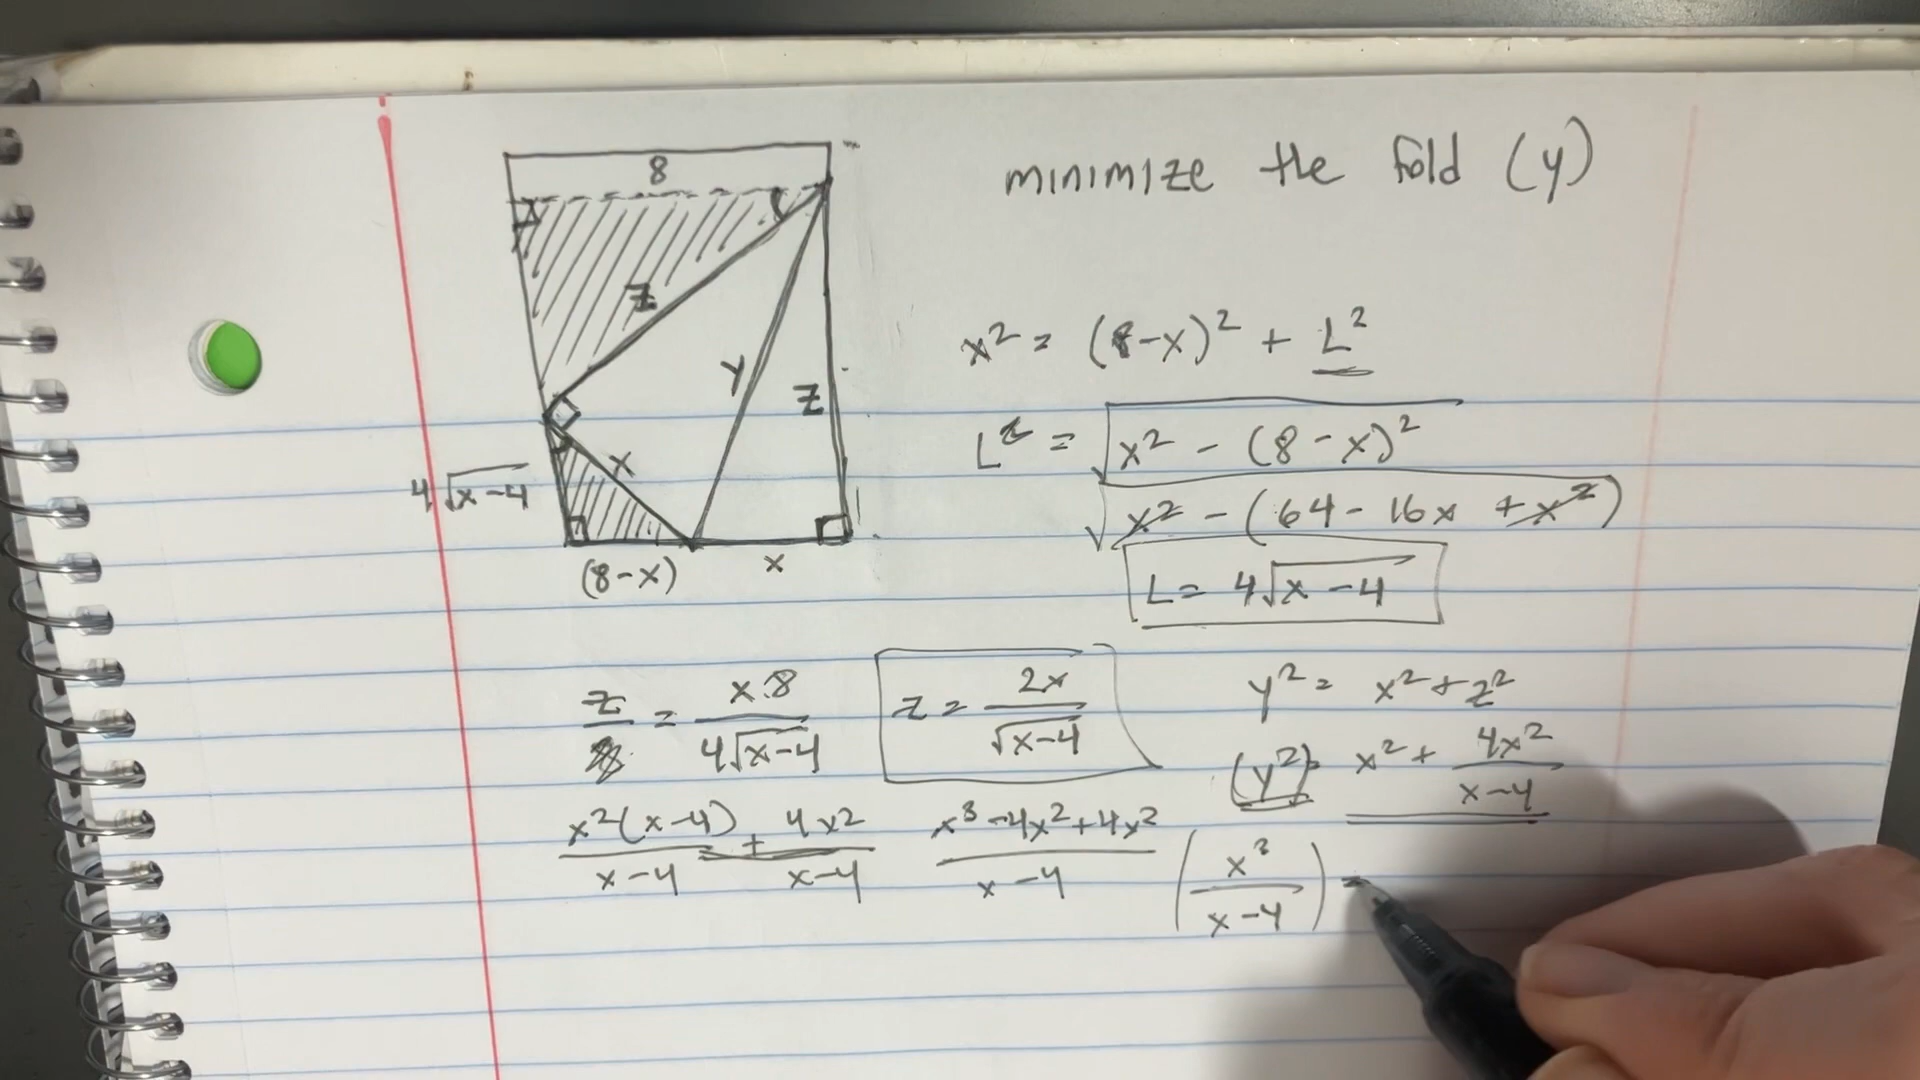 minimize the fold (y)
8
z
y
z
x
4√x-4
(8-x)
x
x² = (8-x)² + L²
L² = √x² - (8-x)²
√x² - (64 - 16x + x²)
L = 4√x-4
z/8 = x·8/4√x-4
z = 2x/√x-4
y² = x² + z²
(y²) = x² + 4x²/x-4
x²(x-4)/x-4 + 4x²/x-4
x³-4x²+4x²/x-4
(x³/x-4) =